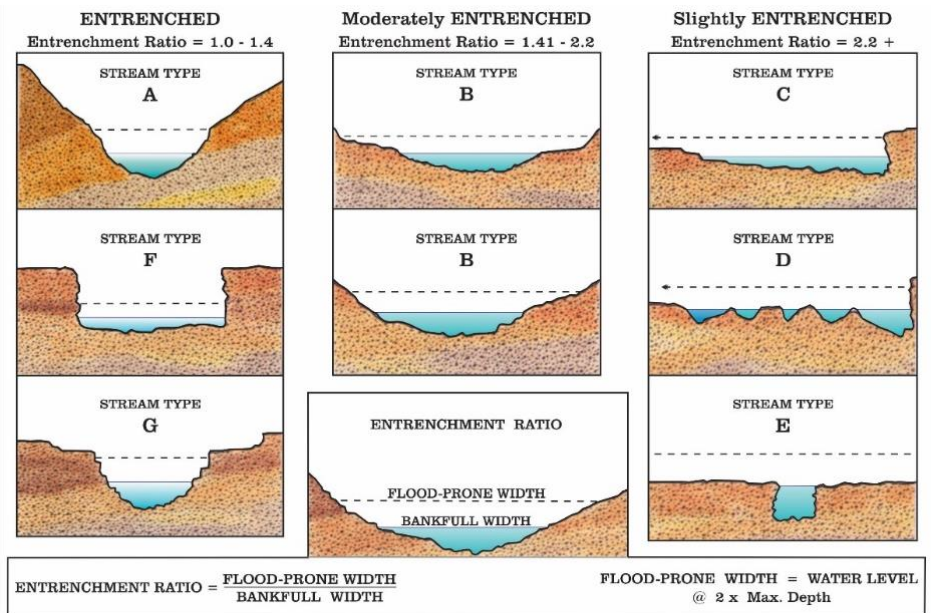 ENTRENCHED
Entrenchment Ratio = 1.0 - 1.4
STREAM TYPE
A
STREAM TYPE
F
STREAM TYPE
G
Moderately ENTRENCHED
Entrenchment Ratio = 1.41 - 2.2
STREAM TYPE
B
STREAM TYPE
B
Slightly ENTRENCHED
Entrenchment Ratio = 2.2 +
STREAM TYPE
C
STREAM TYPE
D
STREAM TYPE
E
ENTRENCHMENT RATIO
FLOOD-PRONE WIDTH
BANKFULL WIDTH
ENTRENCHMENT RATIO = FLOOD-PRONE WIDTH
BANKFULL WIDTH
FLOOD-PRONE WIDTH = WATER LEVEL
@ 2 x Max. Depth